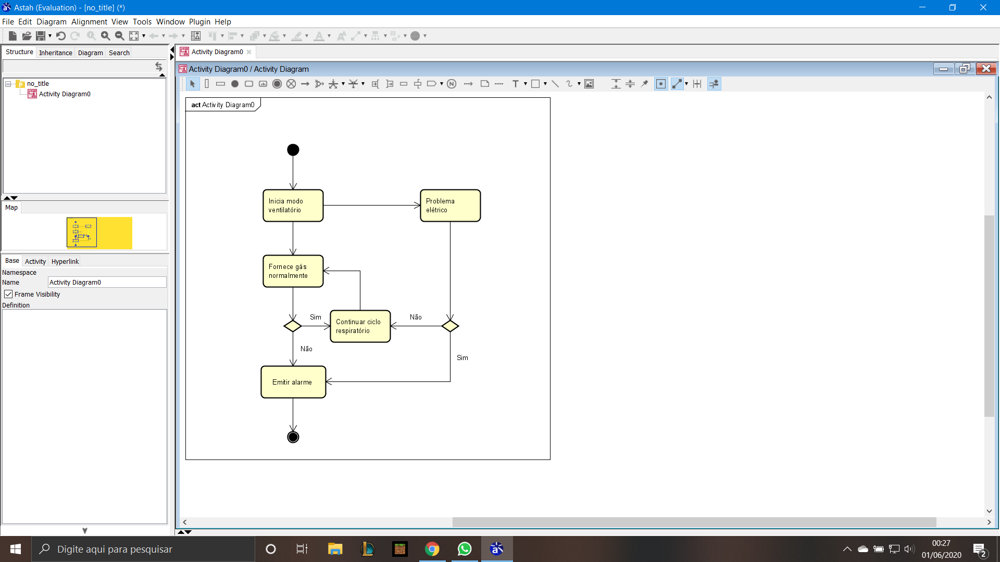 Astah (Evaluation) - [no_title] (*)
File Edit Diagram Alignment View Tools Window Plugin Help
Structure Inheritance Diagram Search
no_title
Activity Diagram0
Map
Base Activity Hyperlink
Namespace
Name Activity Diagram0
Frame Visibility
Definition
Activity Diagram0
Activity Diagram0 / Activity Diagram
N
T
act Activity Diagram0
Inicia modo
ventilatório
Problema
elétrico
Fornece gás
normalmente
Sim
Continuar ciclo
respiratório
Não
Não
Sim
Emitir alarme
Digite aqui para pesquisar
00:27
01/06/2020
2